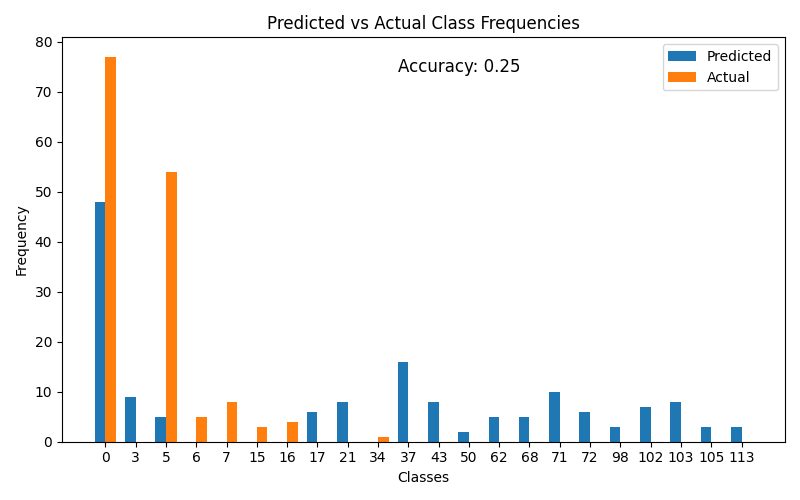 Predicted vs Actual Class Frequencies
Accuracy: 0.25
Predicted
Actual
80
70
60
50
40
30
20
10
0
Frequency
0 3 5 6 7 15 16 17 21 34 37 43 50 62 68 71 72 98 102 103 105 113
Classes